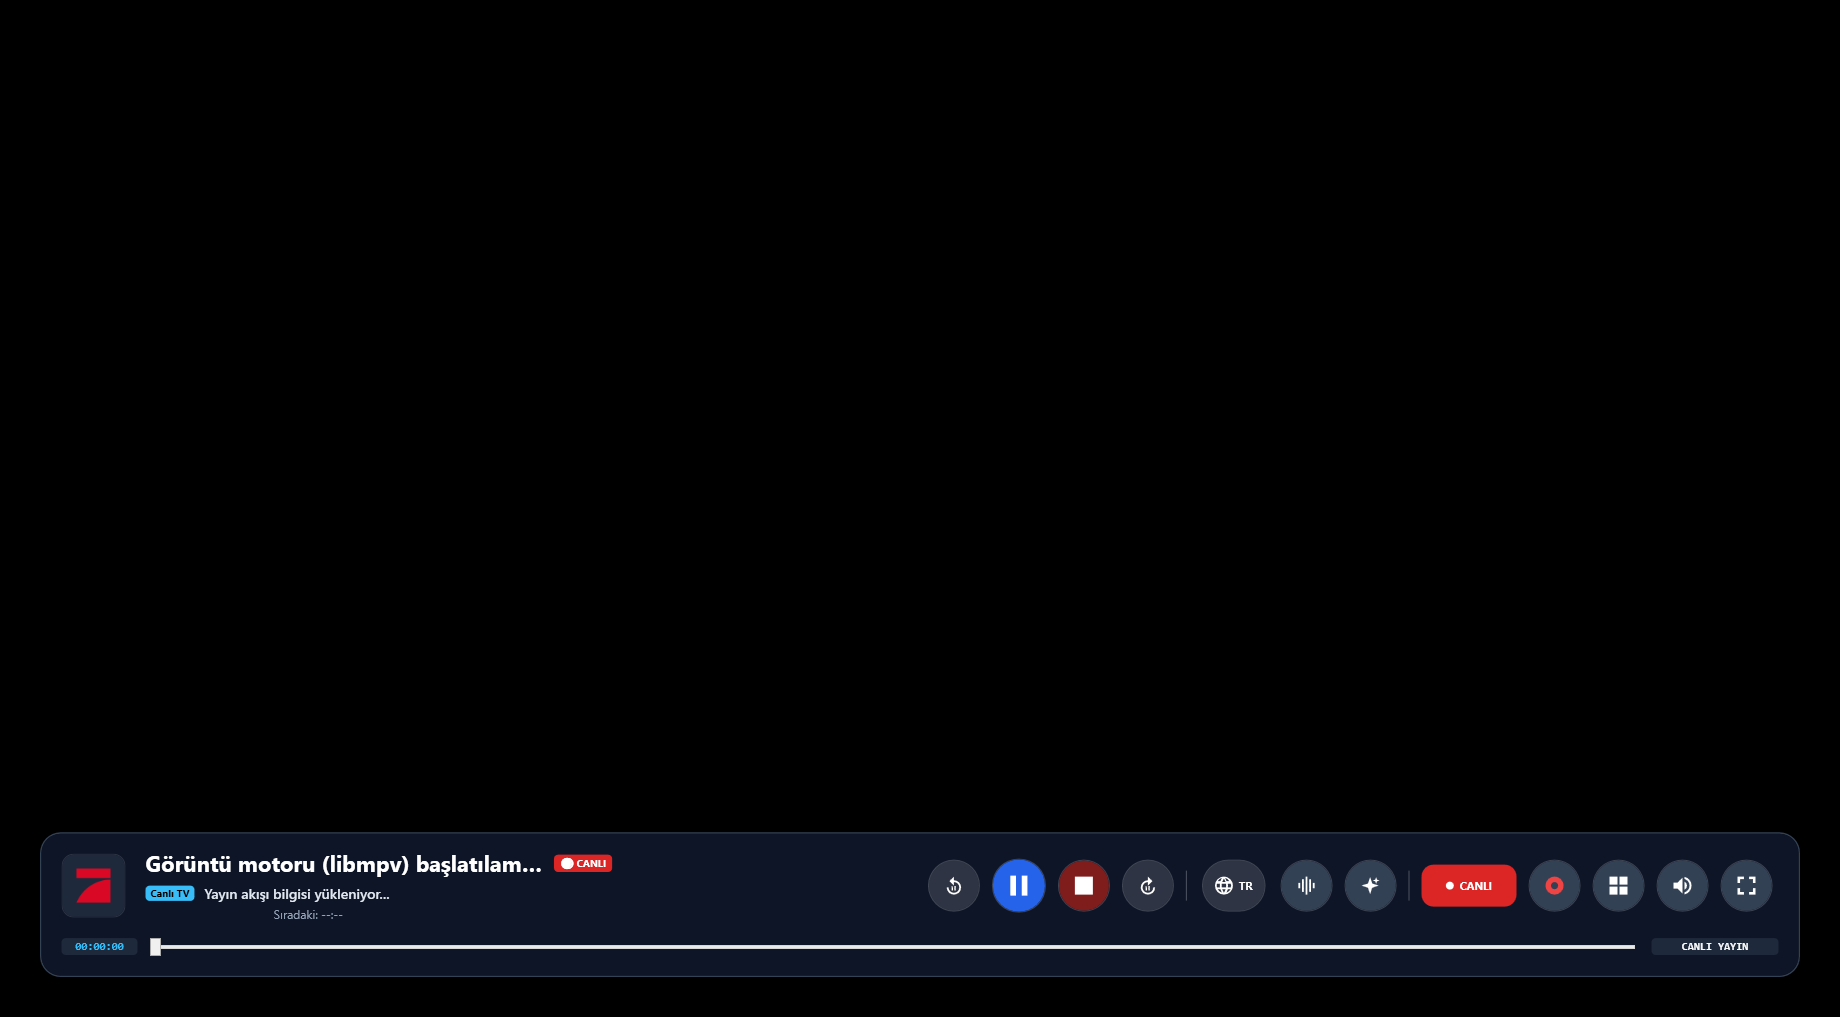 Görüntü motoru (libmpv) başlatılam...
CANLI
Canlı TV
Yayın akışı bilgisi yükleniyor...
Sıradaki: --:--
TR
CANLI
00:00:00
CANLI YAYIN